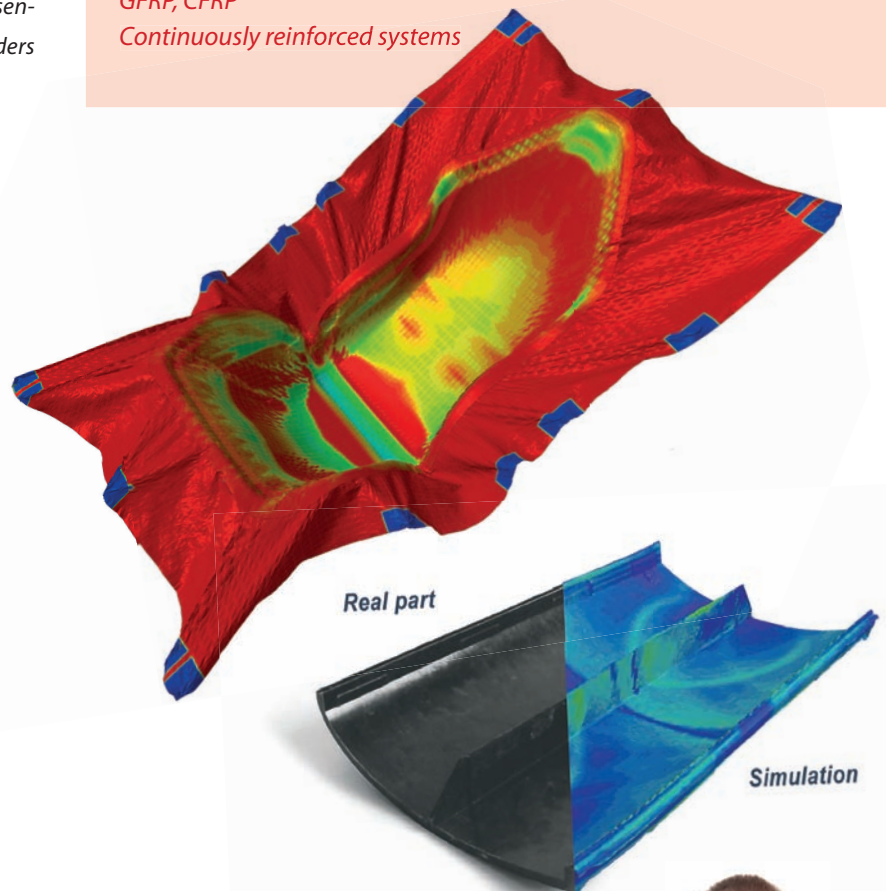 GFRP, CFRP
Continuously reinforced systems
Real part
Simulation